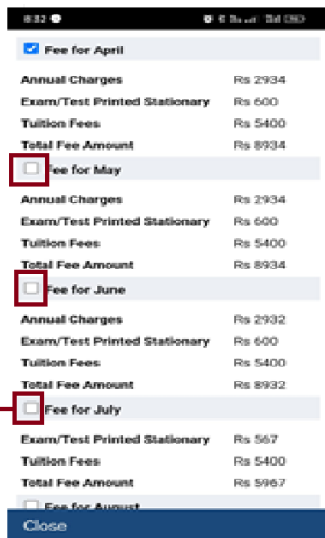 8:32
Fee for April
Annual Charges Rs 2934
Exam/Test Printed Stationary Rs 600
Tuition Fees Rs 5400
Total Fee Amount Rs 8934
Fee for May
Annual Charges Rs 2934
Exam/Test Printed Stationary Rs 600
Tuition Fees Rs 5400
Total Fee Amount Rs 8934
Fee for June
Annual Charges Rs 2932
Exam/Test Printed Stationary Rs 600
Tuition Fees Rs 5400
Total Fee Amount Rs 8932
Fee for July
Exam/Test Printed Stationary Rs 567
Tuition Fees Rs 5400
Total Fee Amount Rs 5967
Fee for August
Close